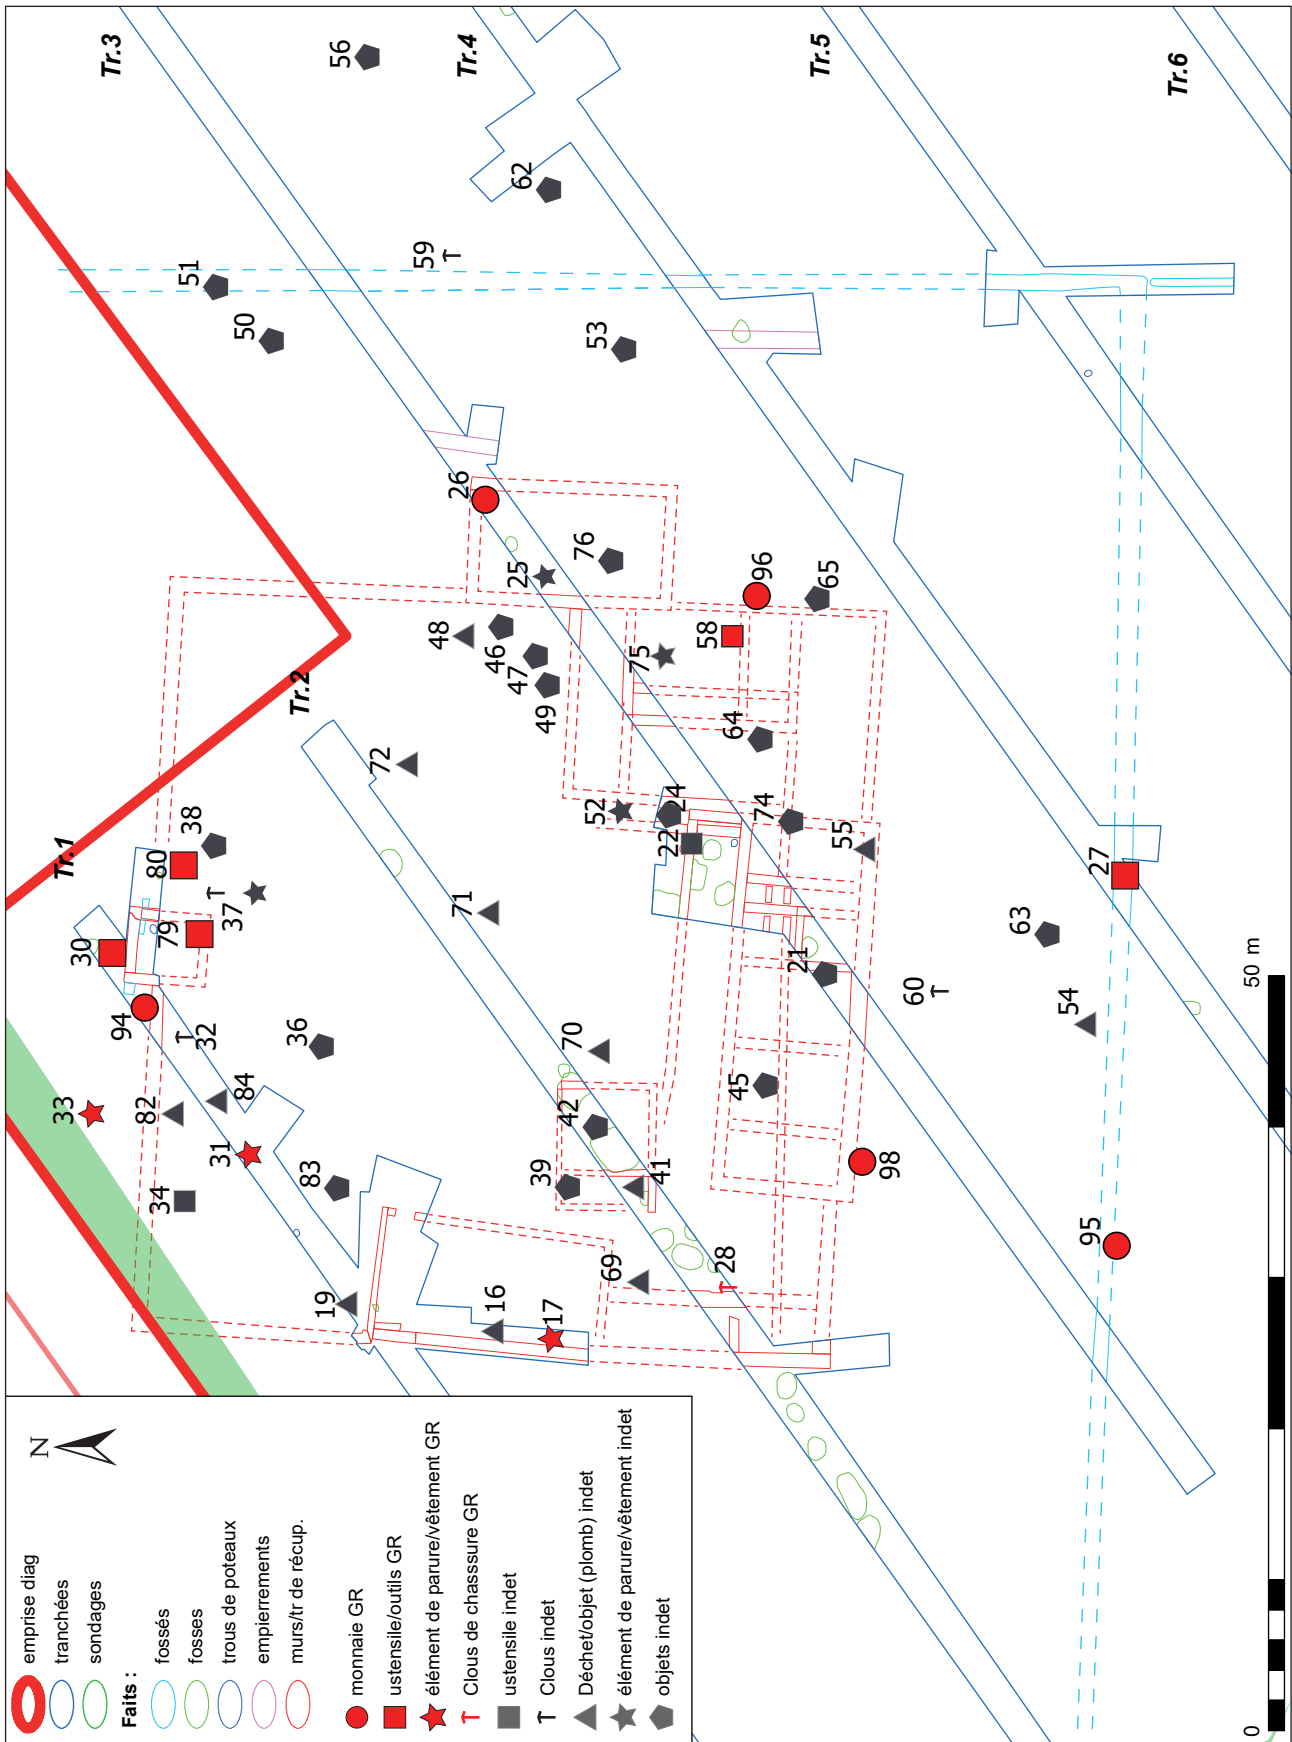 Tr.1
Tr.2
Tr.3
Tr.4
Tr.5
Tr.6
56
62
59
51
50
53
26
76
25
96
65
48
46
47
49
58
75
64
72
52
24
22
74
55
38
80
37
79
30
94
32
71
21
60
27
63
54
36
70
33
82
84
31
34
83
42
39
41
45
98
95
19
16
17
69
28
N
emprise diag
tranchées
sondages
Faits :
fossés
fosses
trous de poteaux
empierrements
murs/tr de récup.
monnaie GR
ustensile/outils GR
élément de parure/vêtement GR
Clous de chasssure GR
ustensile indet
Clous indet
Déchet/objet (plomb) indet
élément de parure/vêtement indet
objets indet
0
50 m